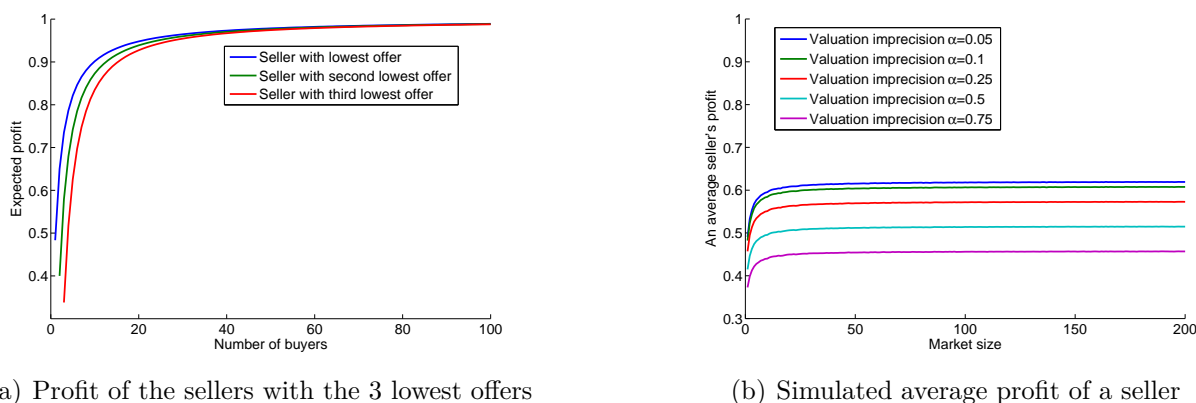 1
0.9
0.8
0.7
0.6
0.5
0.4
Expected profit
Seller with lowest offer
Seller with second lowest offer
Seller with third lowest offer
0 20 40 60 80 100
Number of buyers
a) Profit of the sellers with the 3 lowest offers
1
0.9
0.8
0.7
0.6
0.5
0.4
0.3
An average seller's profit
Valuation imprecision α=0.05
Valuation imprecision α=0.1
Valuation imprecision α=0.25
Valuation imprecision α=0.5
Valuation imprecision α=0.75
0 50 100 150 200
Market size
(b) Simulated average profit of a seller